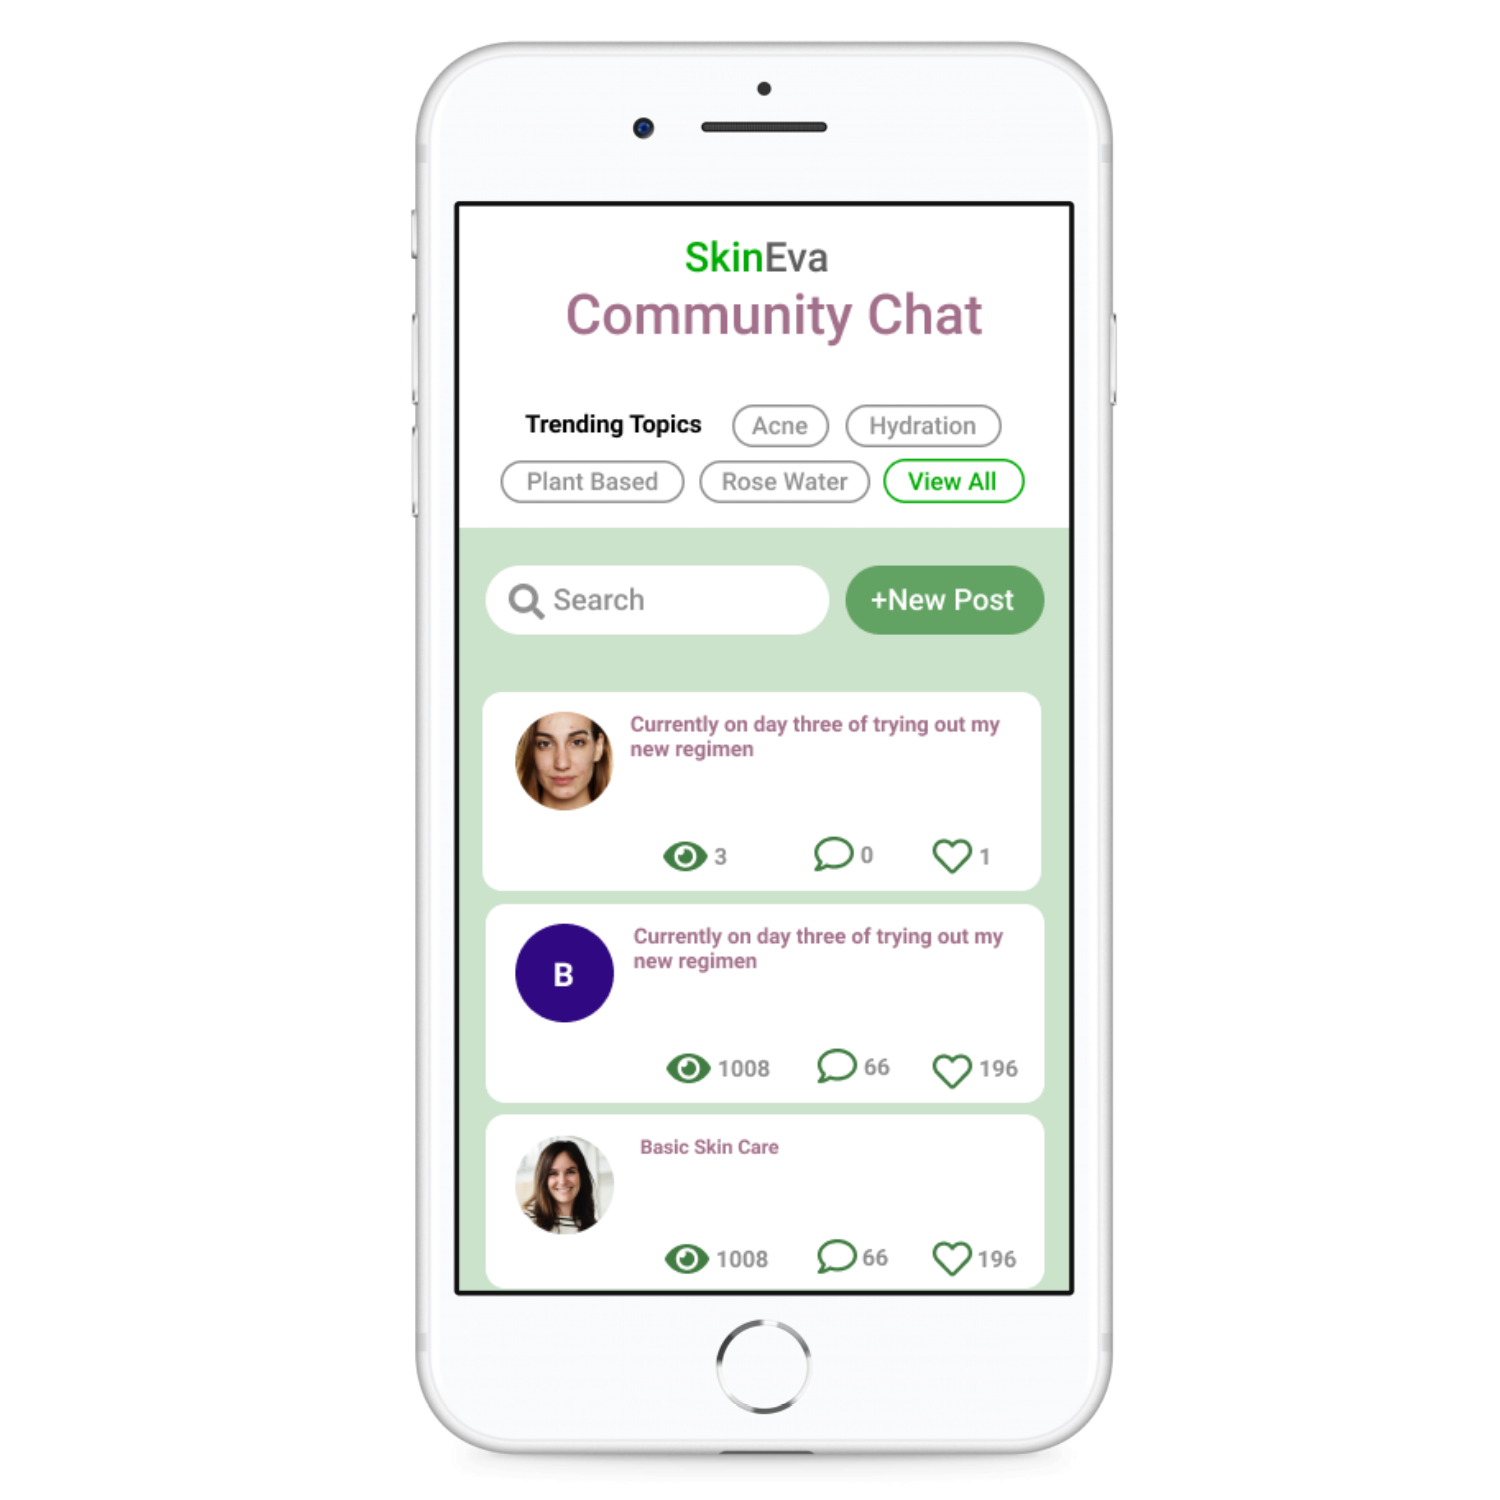 SkinEva
Community Chat
Trending Topics Acne Hydration
Plant Based Rose Water View All
Search +New Post
Currently on day three of trying out my
new regimen
3 0 1
B
Currently on day three of trying out my
new regimen
1008 66 196
Basic Skin Care
1008 66 196